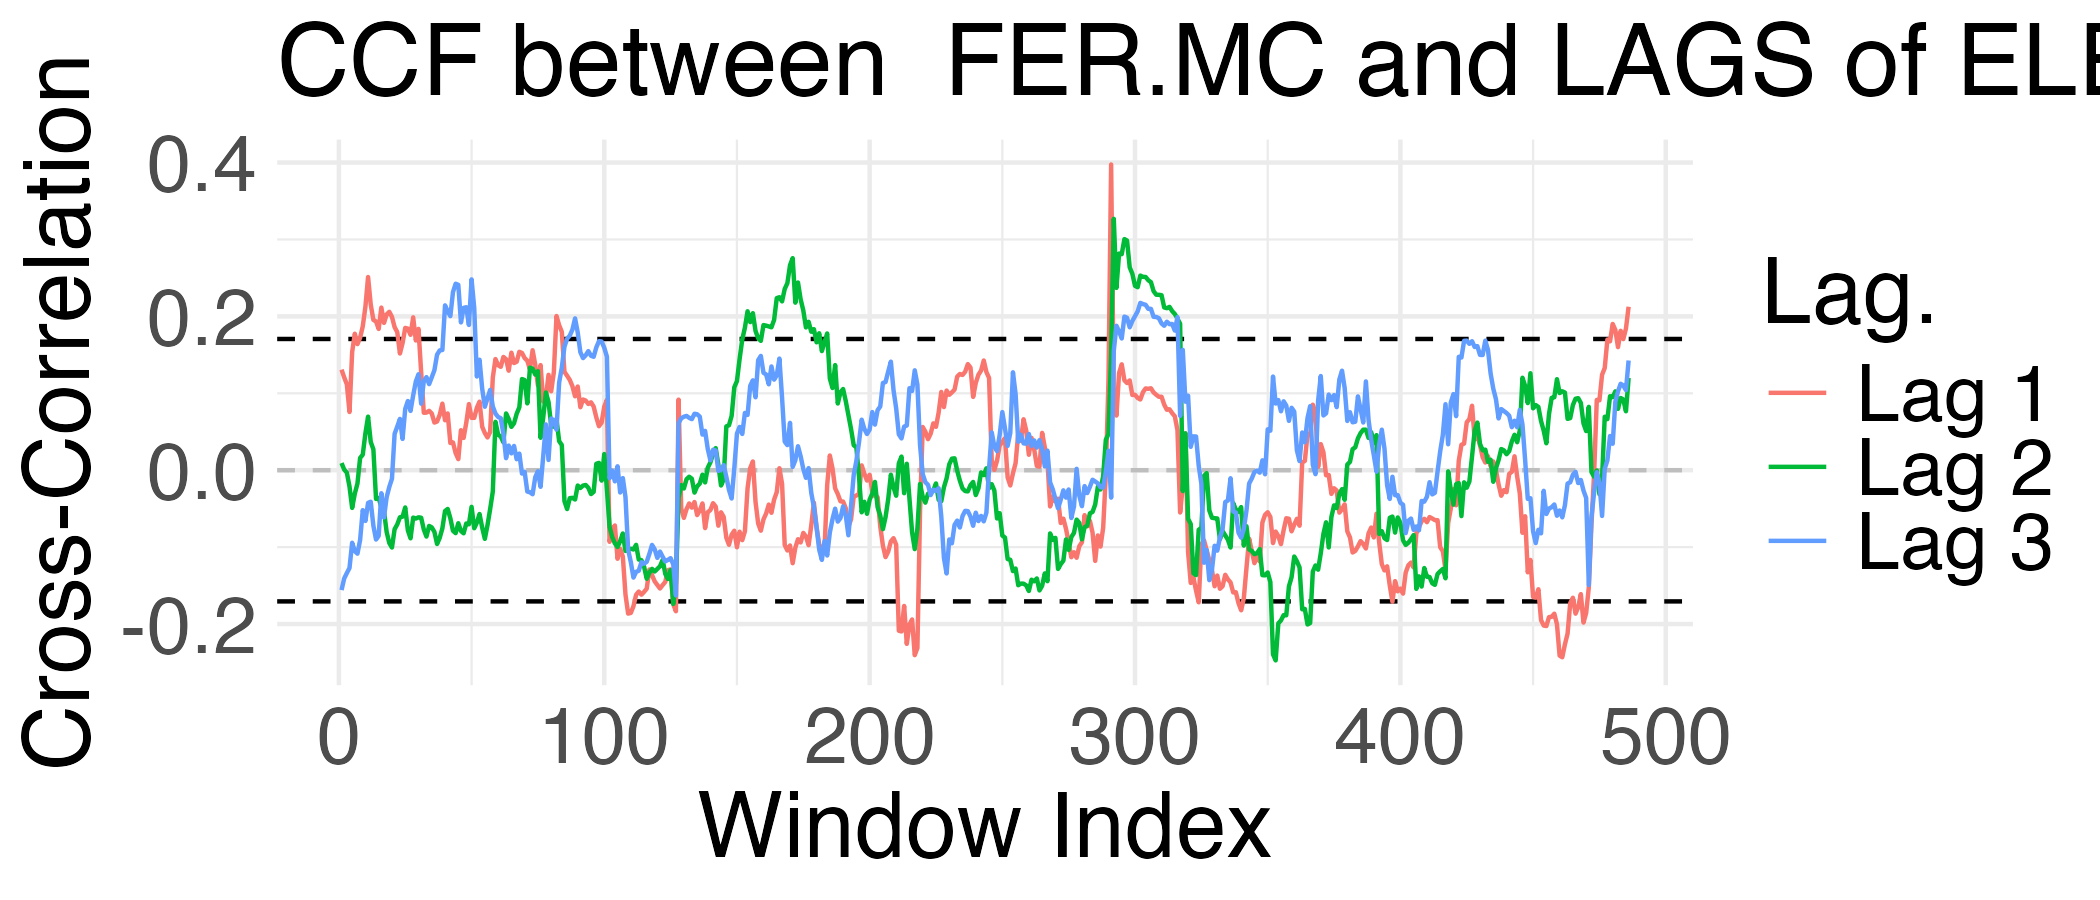 CCF between FER.MC and LAGS of ELE
Cross-Correlation
0.4
0.2
0.0
-0.2
0 100 200 300 400 500
Window Index
Lag.
Lag 1
Lag 2
Lag 3